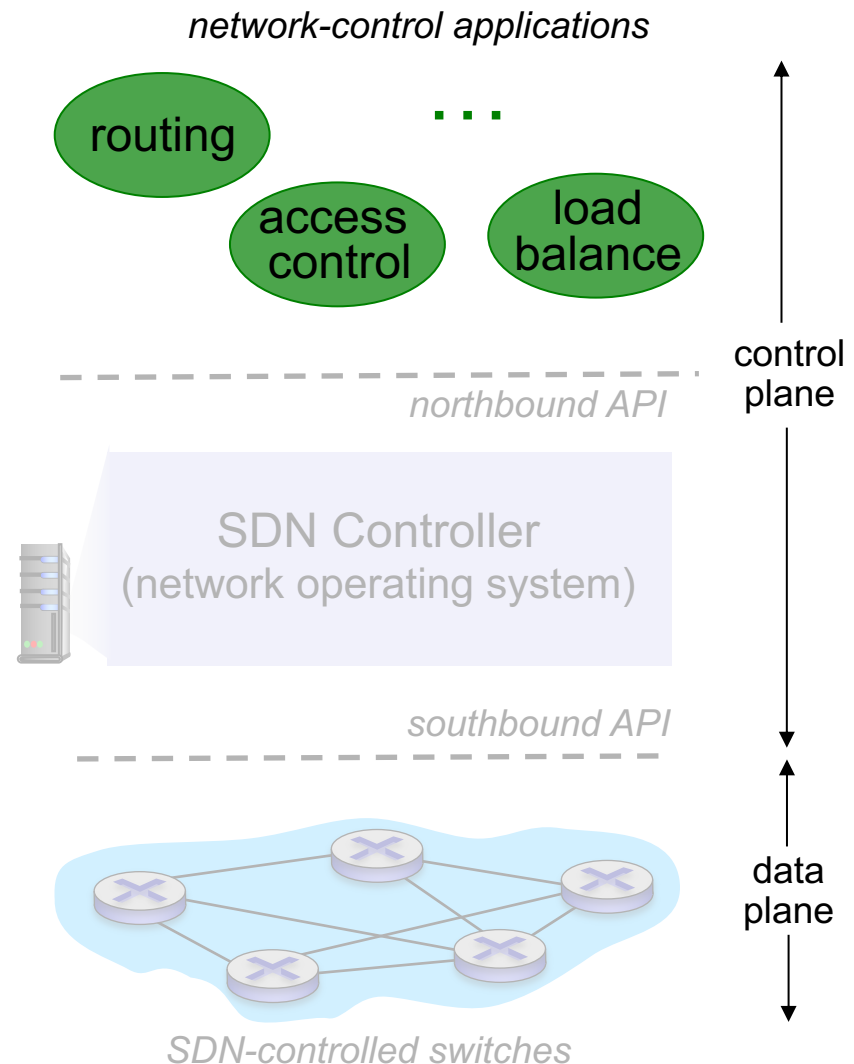 network-control applications
routing
. . .
access
control
load
balance
control
plane
northbound API
SDN Controller
(network operating system)
southbound API
data
plane
SDN-controlled switches